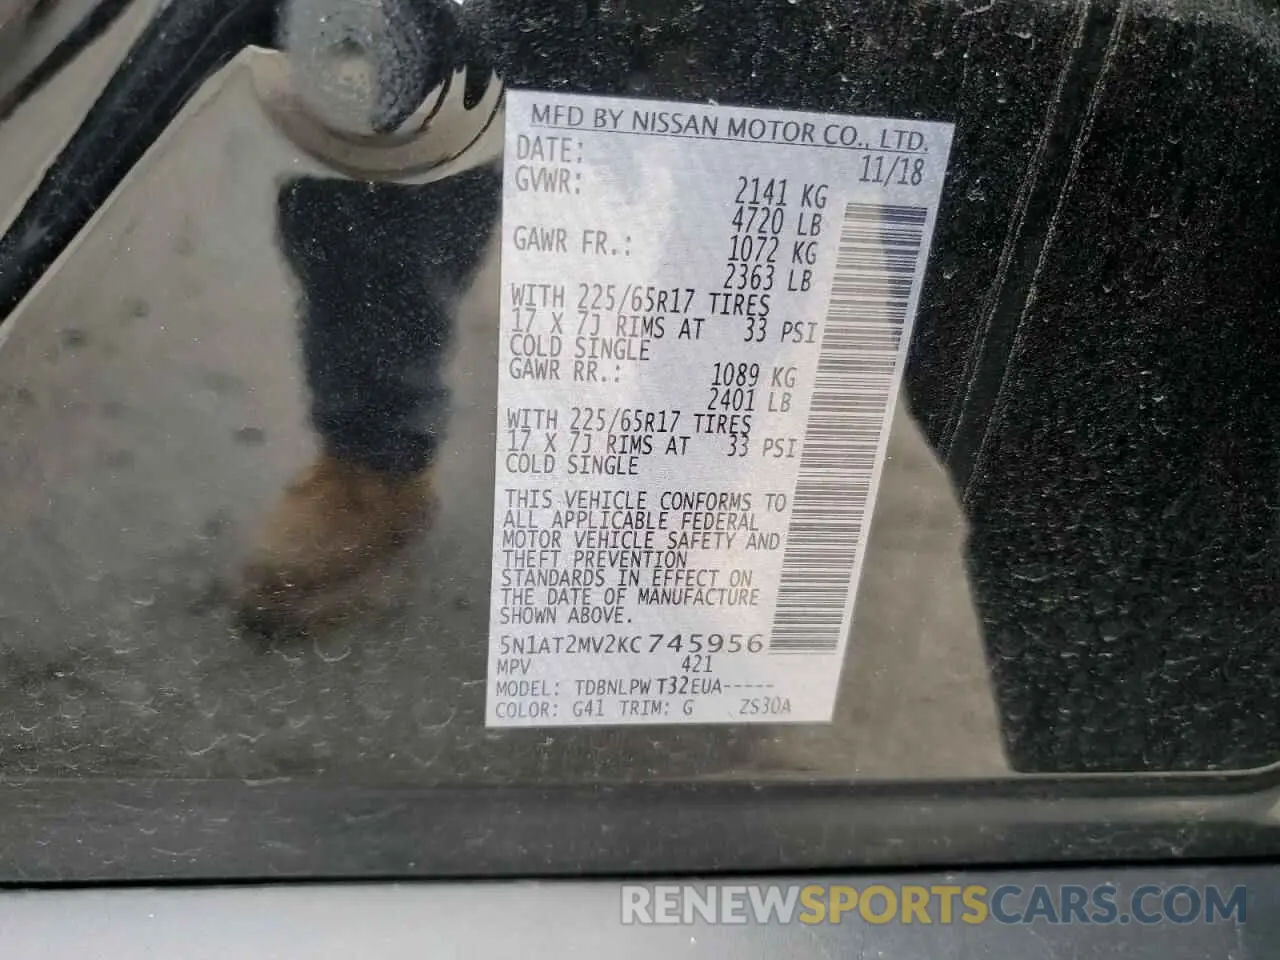 MFD BY NISSAN MOTOR CO., LTD.
DATE: 11/18
GVWR: 2141 KG
4720 LB
GAWR FR.: 1072 KG
2363 LB
WITH 225/65R17 TIRES
17 X 7J RIMS AT 33 PSI
COLD SINGLE
GAWR RR.: 1089 KG
2401 LB
WITH 225/65R17 TIRES
17 X 7J RIMS AT 33 PSI
COLD SINGLE
THIS VEHICLE CONFORMS TO
ALL APPLICABLE FEDERAL
MOTOR VEHICLE SAFETY AND
THEFT PREVENTION
STANDARDS IN EFFECT ON
THE DATE OF MANUFACTURE
SHOWN ABOVE.
5N1AT2MV2KC745956
MPV 421
MODEL: TDBNLPW T32EUA-----
COLOR: G41 TRIM: G ZS30A
RENEWSPORTSCARS.COM